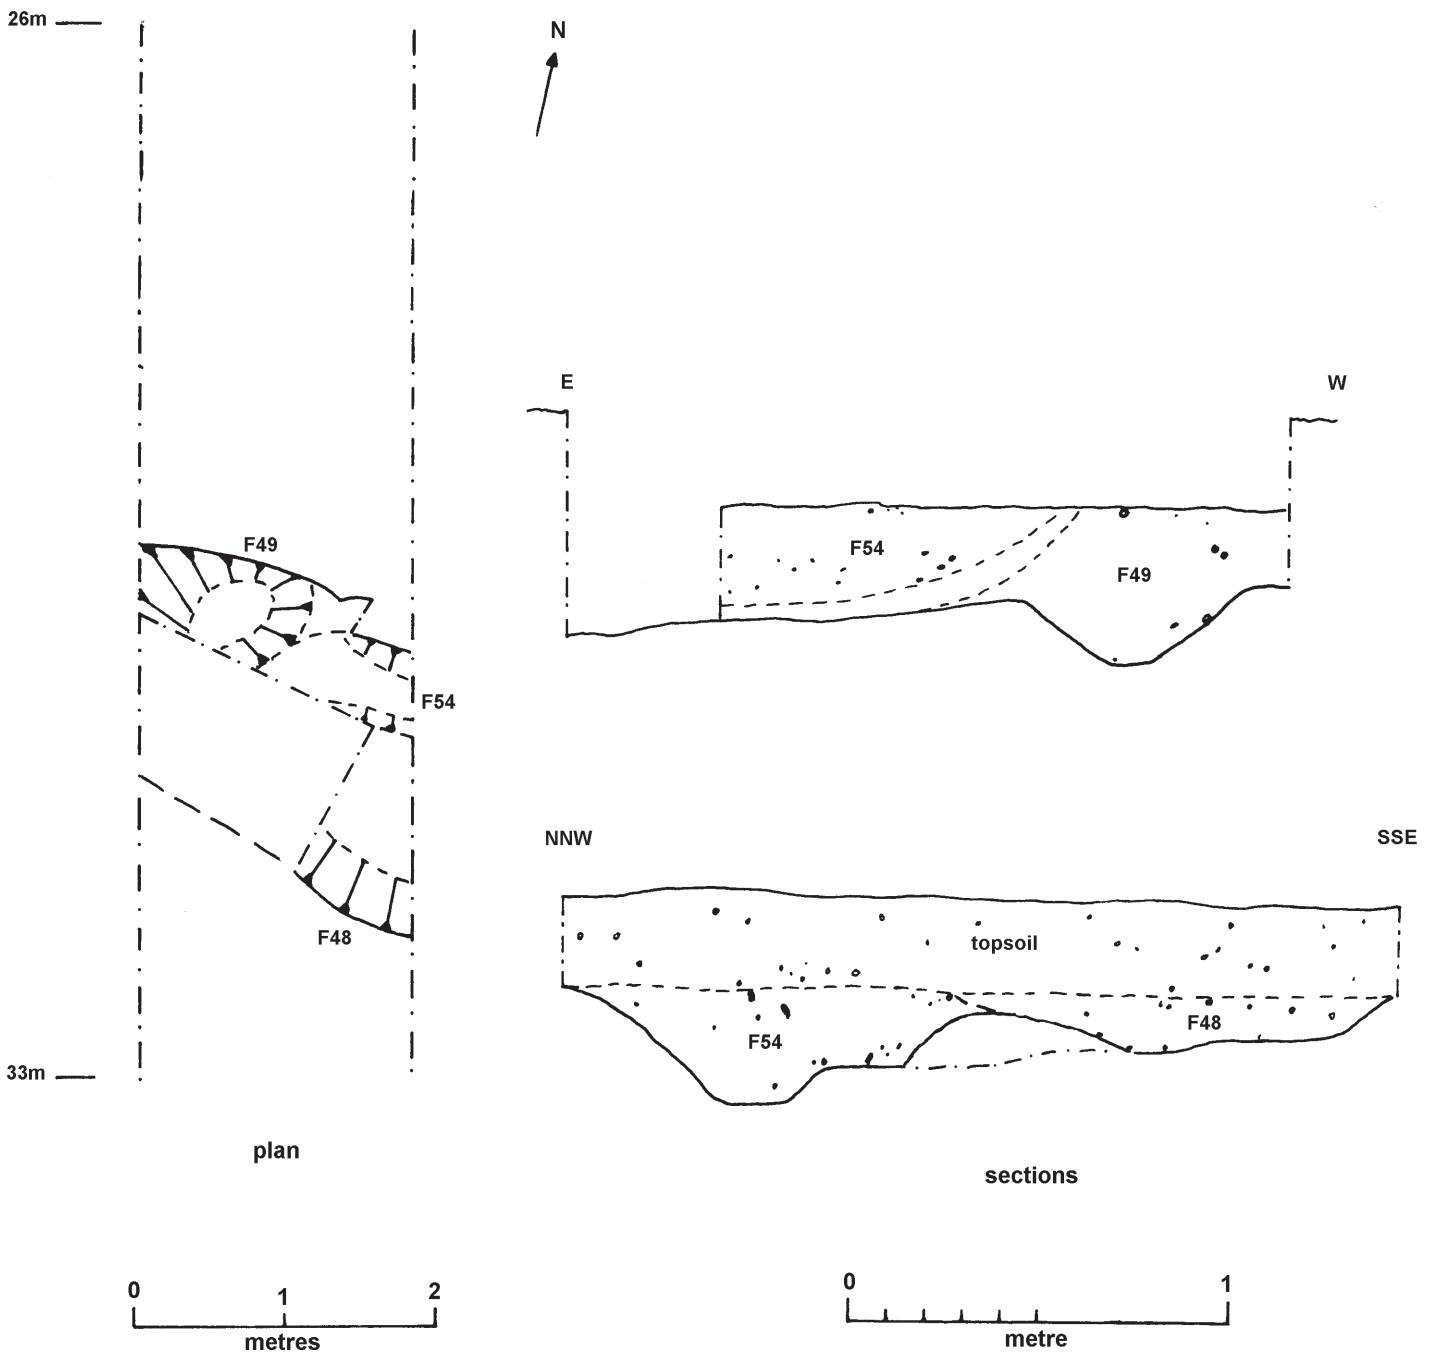 26m
N
E
W
F49
F54
F49
F54
NNW
SSE
F48
topsoil
F48
F54
33m
plan
sections
0
1
2
metres
0
1
metre